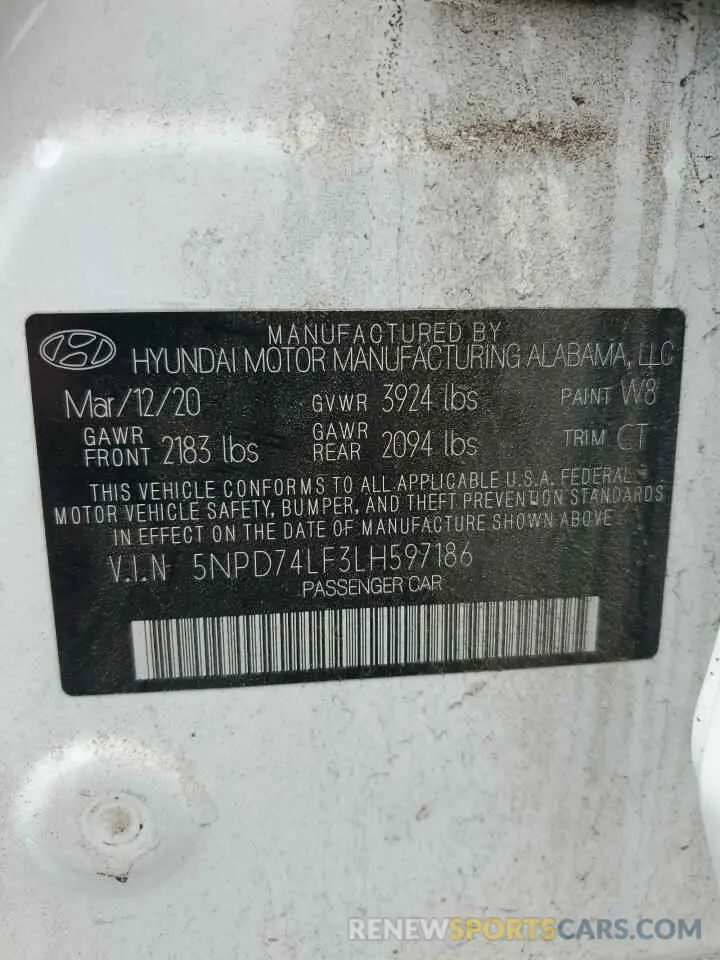 MANUFACTURED BY
HYUNDAI MOTOR MANUFACTURING ALABAMA, LLC
Mar/12/20 GVWR 3924 lbs PAINT W8
GAWR FRONT 2183 lbs GAWR REAR 2094 lbs TRIM CT
THIS VEHICLE CONFORMS TO ALL APPLICABLE U.S.A. FEDERAL
MOTOR VEHICLE SAFETY, BUMPER, AND THEFT PREVENTION STANDARDS
IN EFFECT ON THE DATE OF MANUFACTURE SHOWN ABOVE
V.I.N 5NPD74LF3LH597186
PASSENGER CAR
RENEWSPORTSCARS.COM